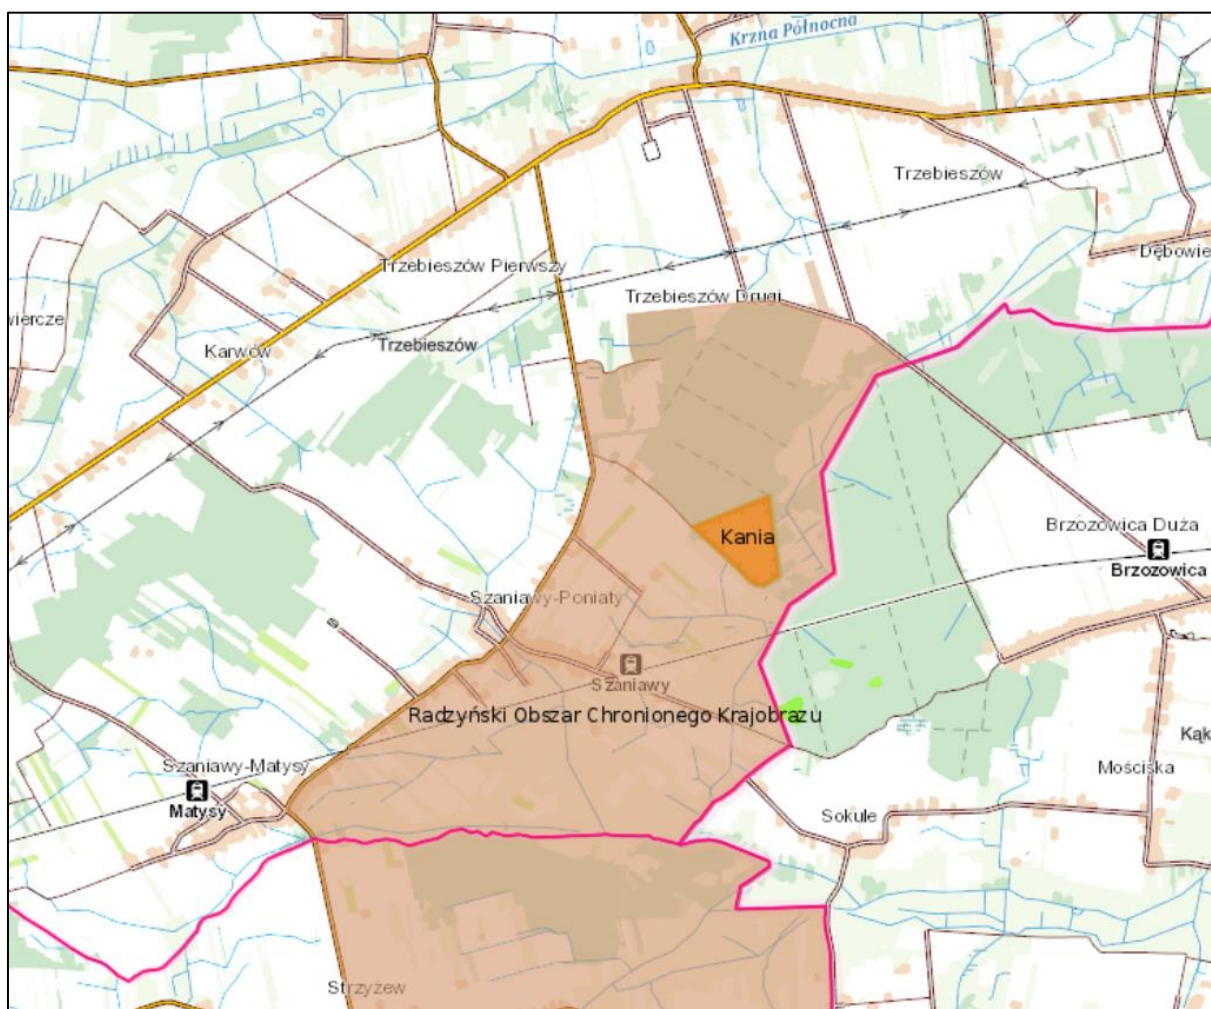 Krzna Północna
Trzebieszów
Dębowie
Trzebieszów Pierwszy
Trzebieszów Drugi
wiercze
Karwów
Trzebieszów
Brzozowica Duża
Kania
Brzozowica
Szaniawy-Poniaty
Szaniawy
Radzyński Obszar Chronionego Krajobrazu
Kąk
Szaniawy-Matysy
Mościska
Matysy
Sokule
Strzyżew